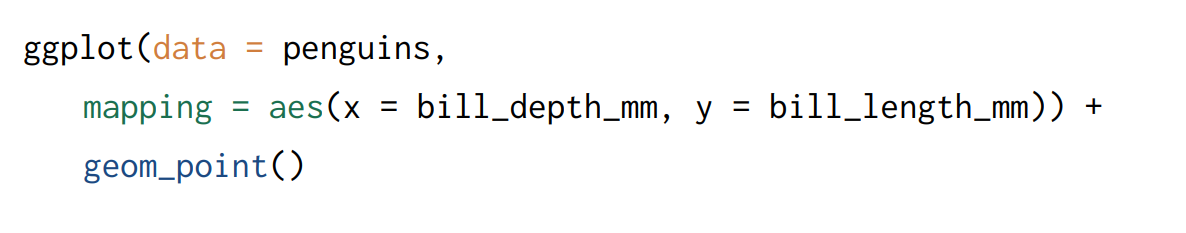 ggplot(data = penguins,
mapping = aes(x = bill_depth_mm, y = bill_length_mm)) +
geom_point()